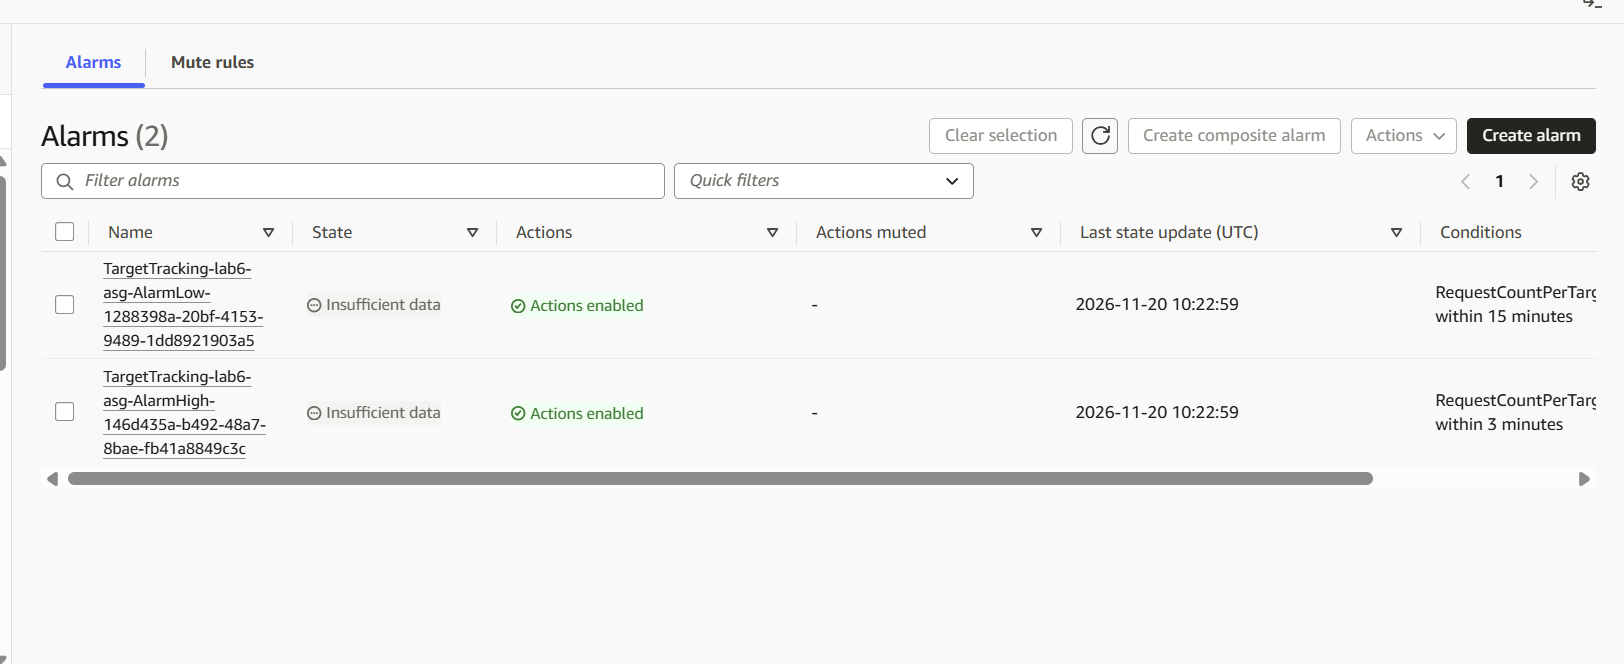 Alarms
Mute rules
Alarms (2)
Clear selection
Create composite alarm
Actions
Create alarm
Filter alarms
Quick filters
1
Name
State
Actions
Actions muted
Last state update (UTC)
Conditions
TargetTracking-lab6-
asg-AlarmLow-
1288398a-20bf-4153-
9489-1dd8921903a5
Insufficient data
Actions enabled
-
2026-11-20 10:22:59
RequestCountPerTarg
within 15 minutes
TargetTracking-lab6-
asg-AlarmHigh-
146d435a-b492-48a7-
8bae-fb41a8849c3c
Insufficient data
Actions enabled
-
2026-11-20 10:22:59
RequestCountPerTarg
within 3 minutes